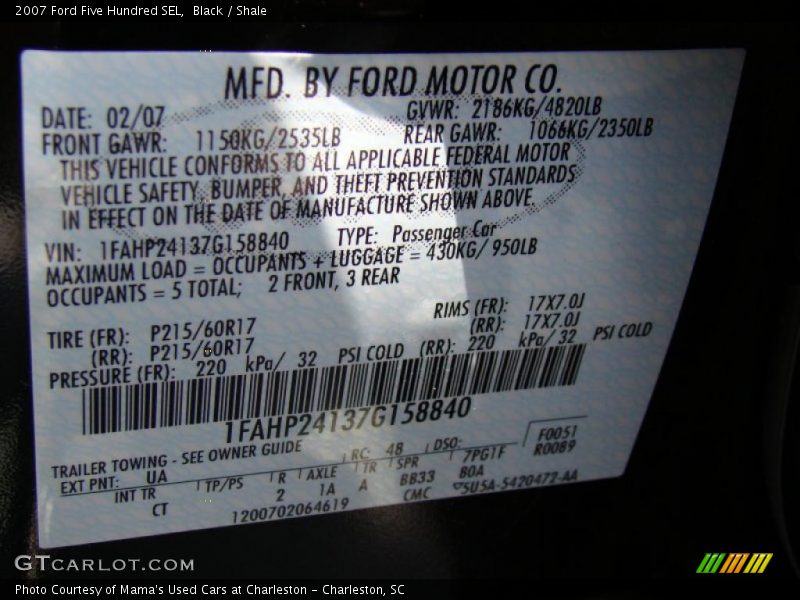 2007 Ford Five Hundred SEL, Black / Shale
MFD. BY FORD MOTOR CO.
DATE: 02/07 GVWR: 2186KG/4820LB
FRONT GAWR: 1150KG/2535LB REAR GAWR: 1066KG/2350LB
THIS VEHICLE CONFORMS TO ALL APPLICABLE FEDERAL MOTOR
VEHICLE SAFETY, BUMPER, AND THEFT PREVENTION STANDARDS
IN EFFECT ON THE DATE OF MANUFACTURE SHOWN ABOVE
VIN: 1FAHP24137G158840 TYPE: Passenger Car
MAXIMUM LOAD = OCCUPANTS + LUGGAGE = 430KG/ 950LB
OCCUPANTS = 5 TOTAL; 2 FRONT, 3 REAR
TIRE (FR): P215/60R17 RIMS (FR): 17X7.0J
(RR): P215/60R17 (RR): 17X7.0J
PRESSURE (FR): 220 kPa/ 32 PSI COLD (RR): 220 kPa/ 32 PSI COLD
1FAHP24137G158840
TRAILER TOWING - SEE OWNER GUIDE RC: 48 DSO: F0051
EXT PNT: UA R0089
INT TR TP/PS R AXLE TR SPR 7PG1F
CT 2 1A A BB33 BOA
1200702064619 CMC 5U5A-5420472-AA
GTCARLOT.COM
Photo Courtesy of Mama's Used Cars at Charleston - Charleston, SC